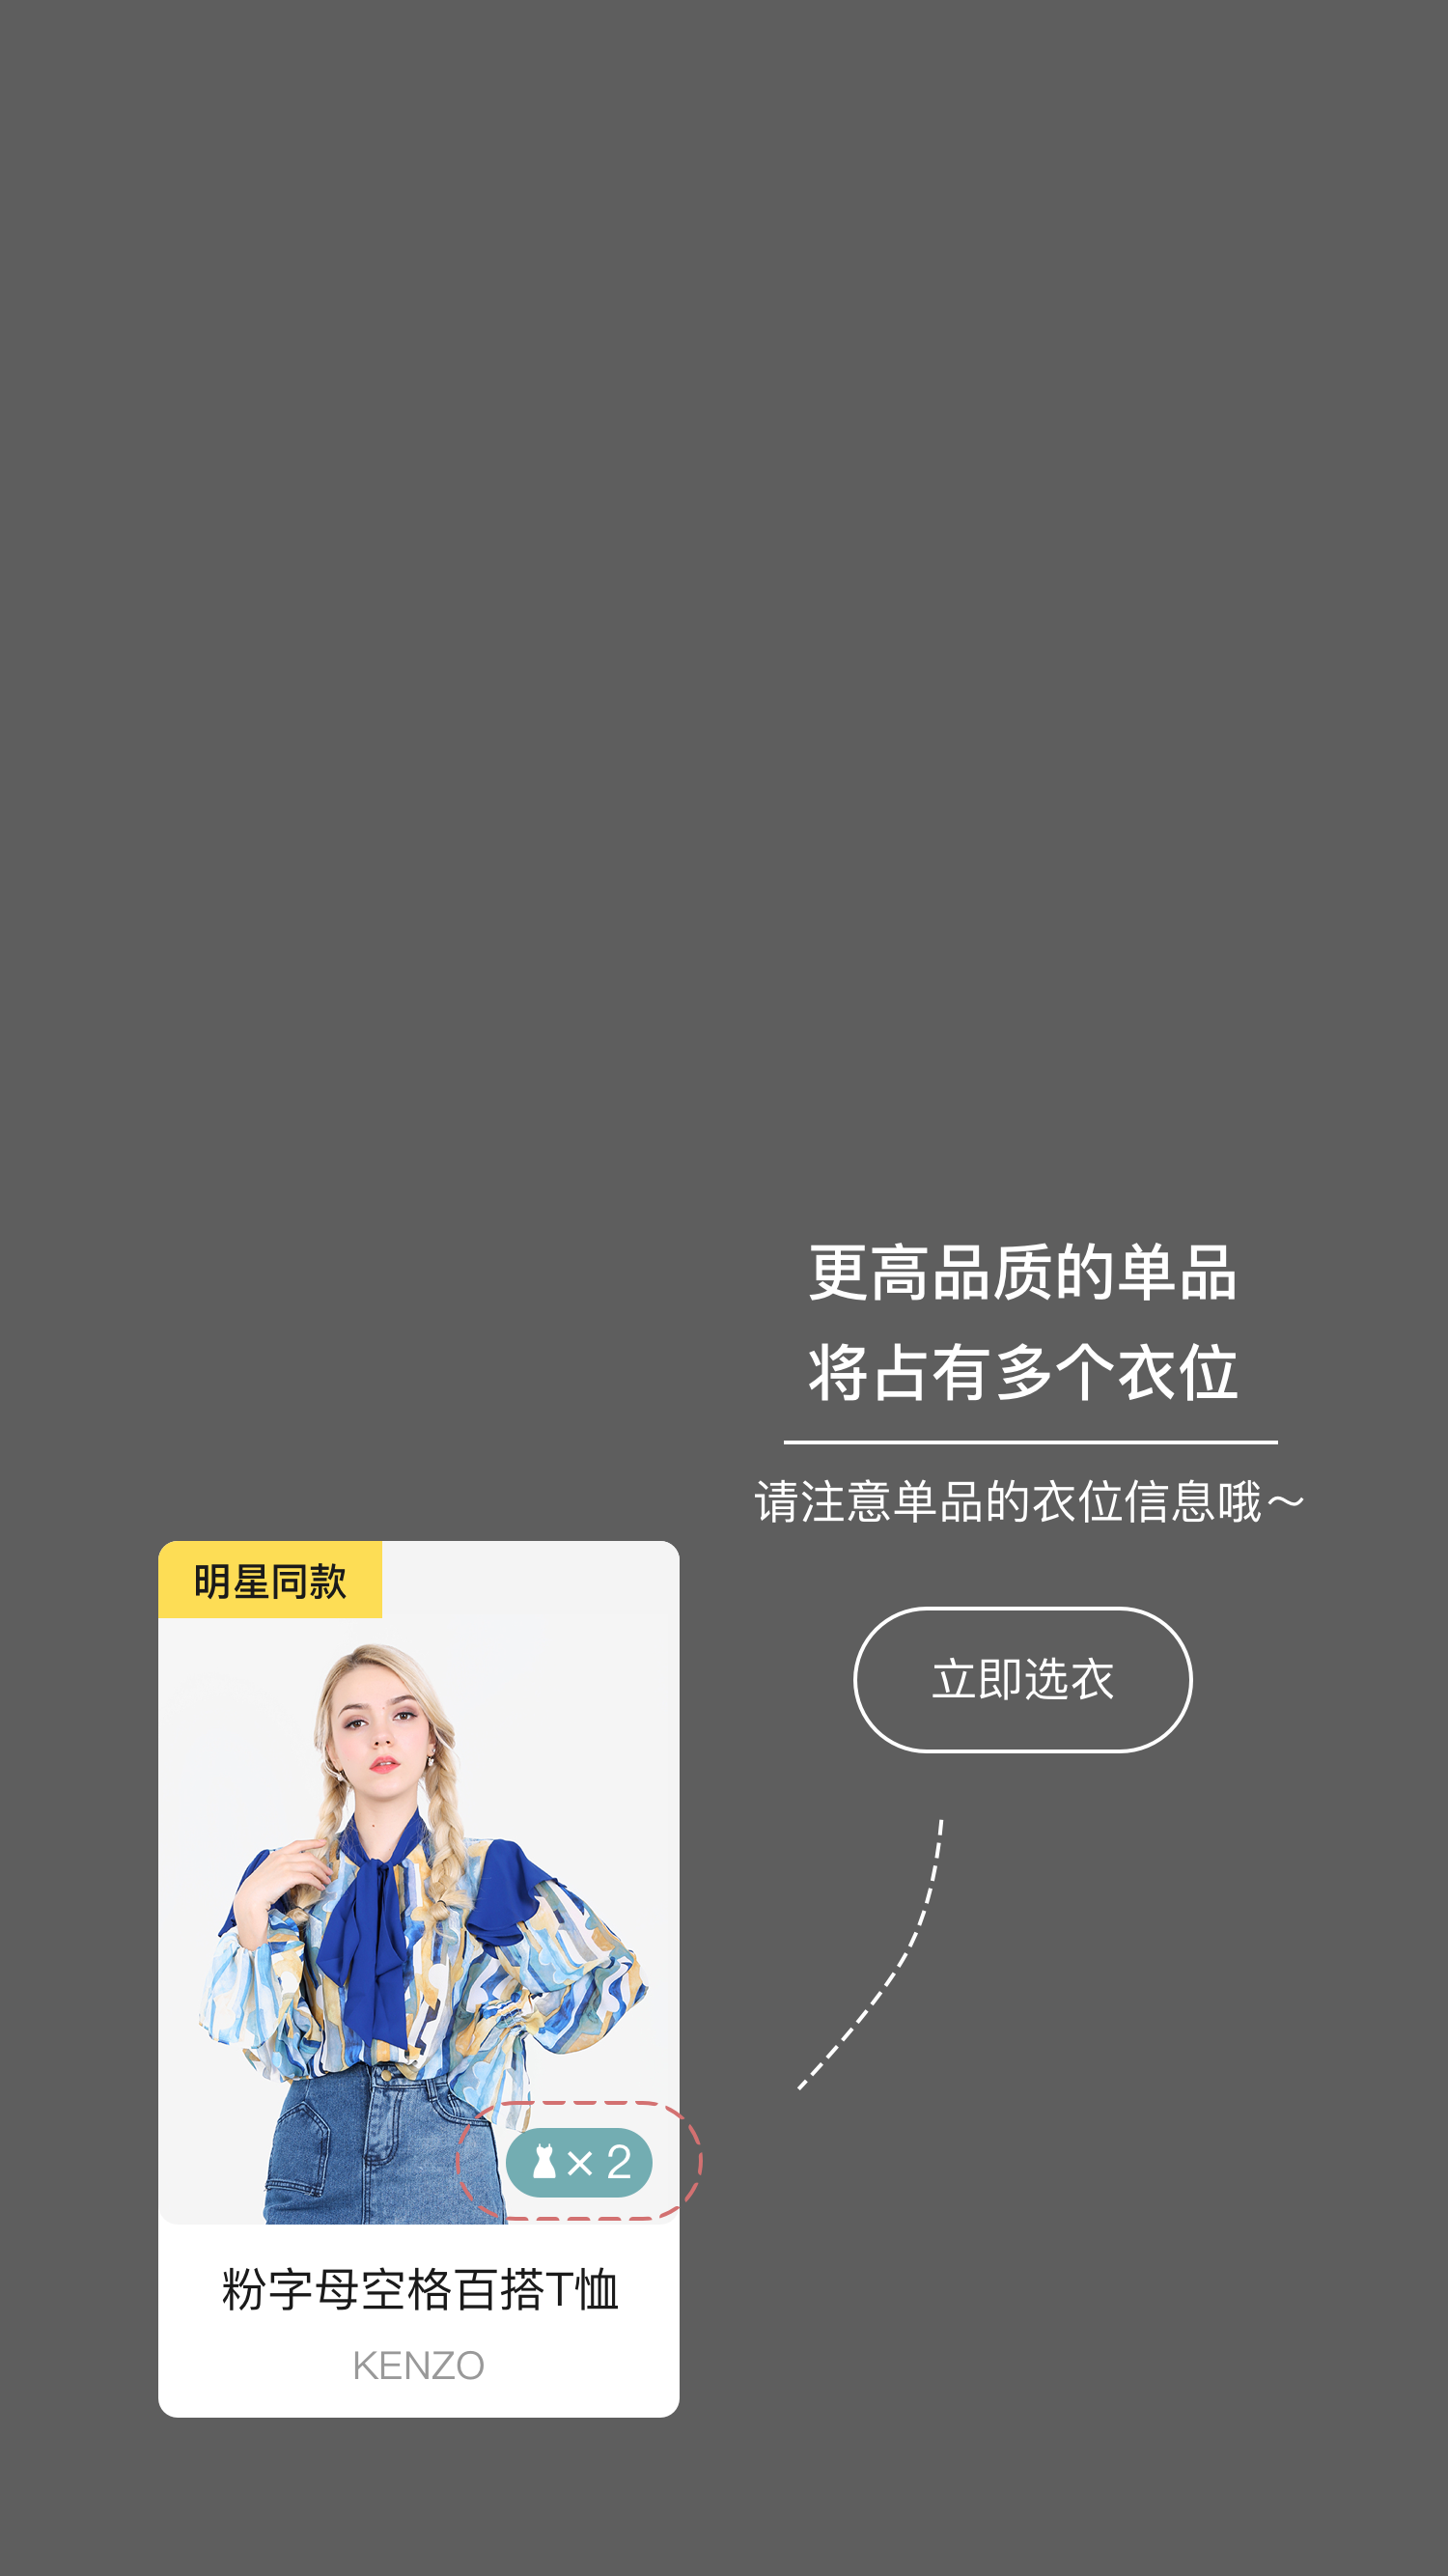 更高品质的单品
将占有多个衣位
请注意单品的衣位信息哦～
立即选衣
明星同款
× 2
粉字母空格百搭T恤
KENZO